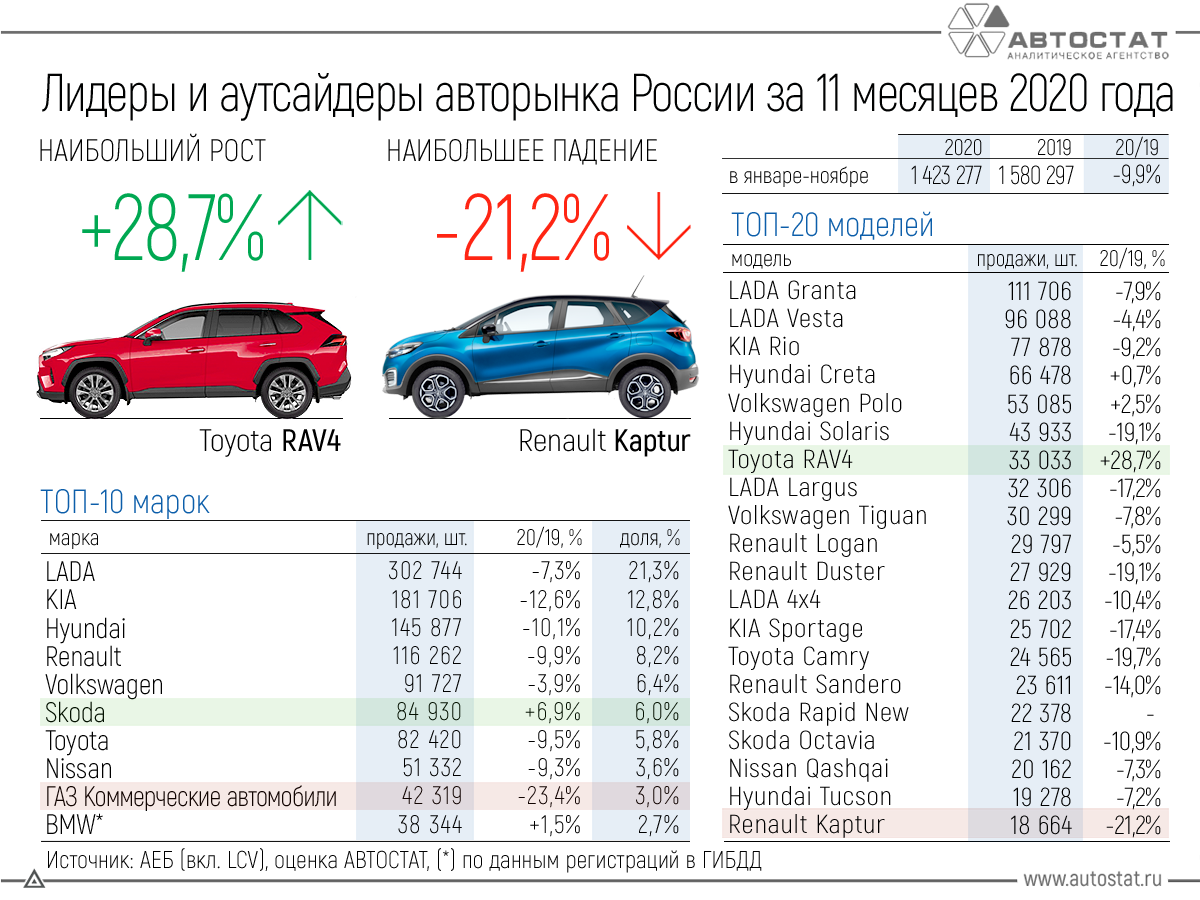 АВТОСТАТ
АНАЛИТИЧЕСКОЕ АГЕНТСТВО
Лидеры и аутсайдеры авторынка России за 11 месяцев 2020 года
НАИБОЛЬШИЙ РОСТ
+28,7%
Toyota RAV4
НАИБОЛЬШЕЕ ПАДЕНИЕ
-21,2%
Renault Kaptur
2020 2019 20/19
в январе-ноябре 1 423 277 1 580 297 -9,9%
ТОП-10 марок
марка продажи, шт. 20/19, % доля, %
LADA 302 744 -7,3% 21,3%
KIA 181 706 -12,6% 12,8%
Hyundai 145 877 -10,1% 10,2%
Renault 116 262 -9,9% 8,2%
Volkswagen 91 727 -3,9% 6,4%
Skoda 84 930 +6,9% 6,0%
Toyota 82 420 -9,5% 5,8%
Nissan 51 332 -9,3% 3,6%
ГАЗ Коммерческие автомобили 42 319 -23,4% 3,0%
BMW* 38 344 +1,5% 2,7%
ТОП-20 моделей
модель продажи, шт. 20/19, %
LADA Granta 111 706 -7,9%
LADA Vesta 96 088 -4,4%
KIA Rio 77 878 -9,2%
Hyundai Creta 66 478 +0,7%
Volkswagen Polo 53 085 +2,5%
Hyundai Solaris 43 933 -19,1%
Toyota RAV4 33 033 +28,7%
LADA Largus 32 306 -17,2%
Volkswagen Tiguan 30 299 -7,8%
Renault Logan 29 797 -5,5%
Renault Duster 27 929 -19,1%
LADA 4x4 26 203 -10,4%
KIA Sportage 25 702 -17,4%
Toyota Camry 24 565 -19,7%
Renault Sandero 23 611 -14,0%
Skoda Rapid New 22 378 -
Skoda Octavia 21 370 -10,9%
Nissan Qashqai 20 162 -7,3%
Hyundai Tucson 19 278 -7,2%
Renault Kaptur 18 664 -21,2%
Источник: АЕБ (вкл. LCV), оценка АВТОСТАТ, (*) по данным регистраций в ГИБДД
www.autostat.ru